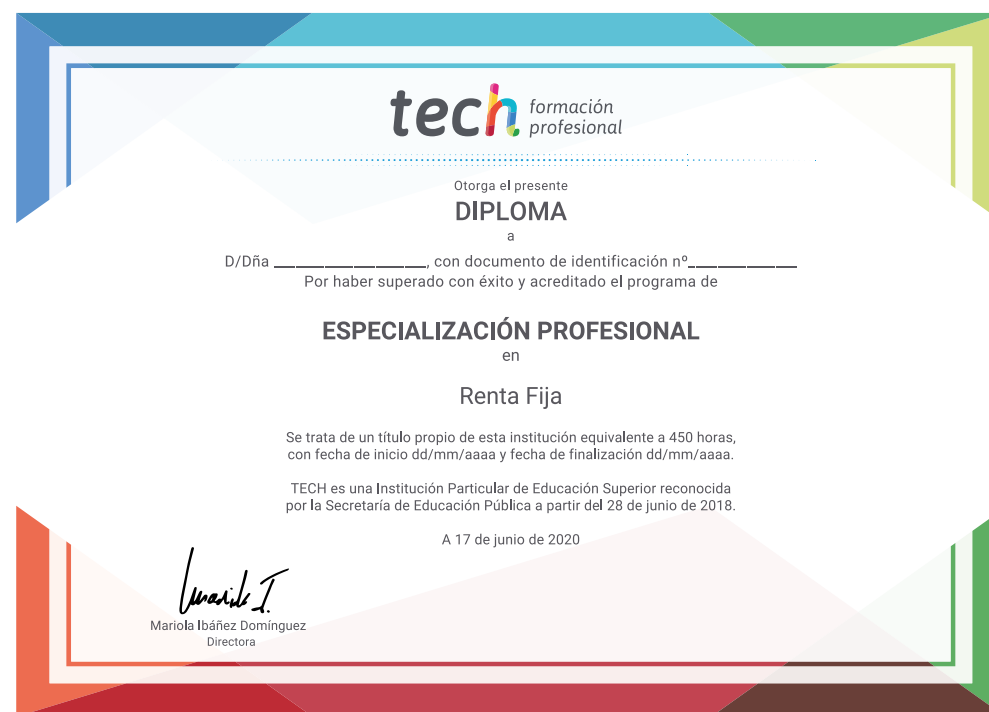 tech formación
profesional
Otorga el presente
DIPLOMA
a
D/Dña ______________, con documento de identificación nº__________
Por haber superado con éxito y acreditado el programa de
ESPECIALIZACIÓN PROFESIONAL
en
Renta Fija
Se trata de un título propio de esta institución equivalente a 450 horas,
con fecha de inicio dd/mm/aaaa y fecha de finalización dd/mm/aaaa.
TECH es una Institución Particular de Educación Superior reconocida
por la Secretaría de Educación Pública a partir del 28 de junio de 2018.
A 17 de junio de 2020
Mariola Ibáñez Domínguez
Directora